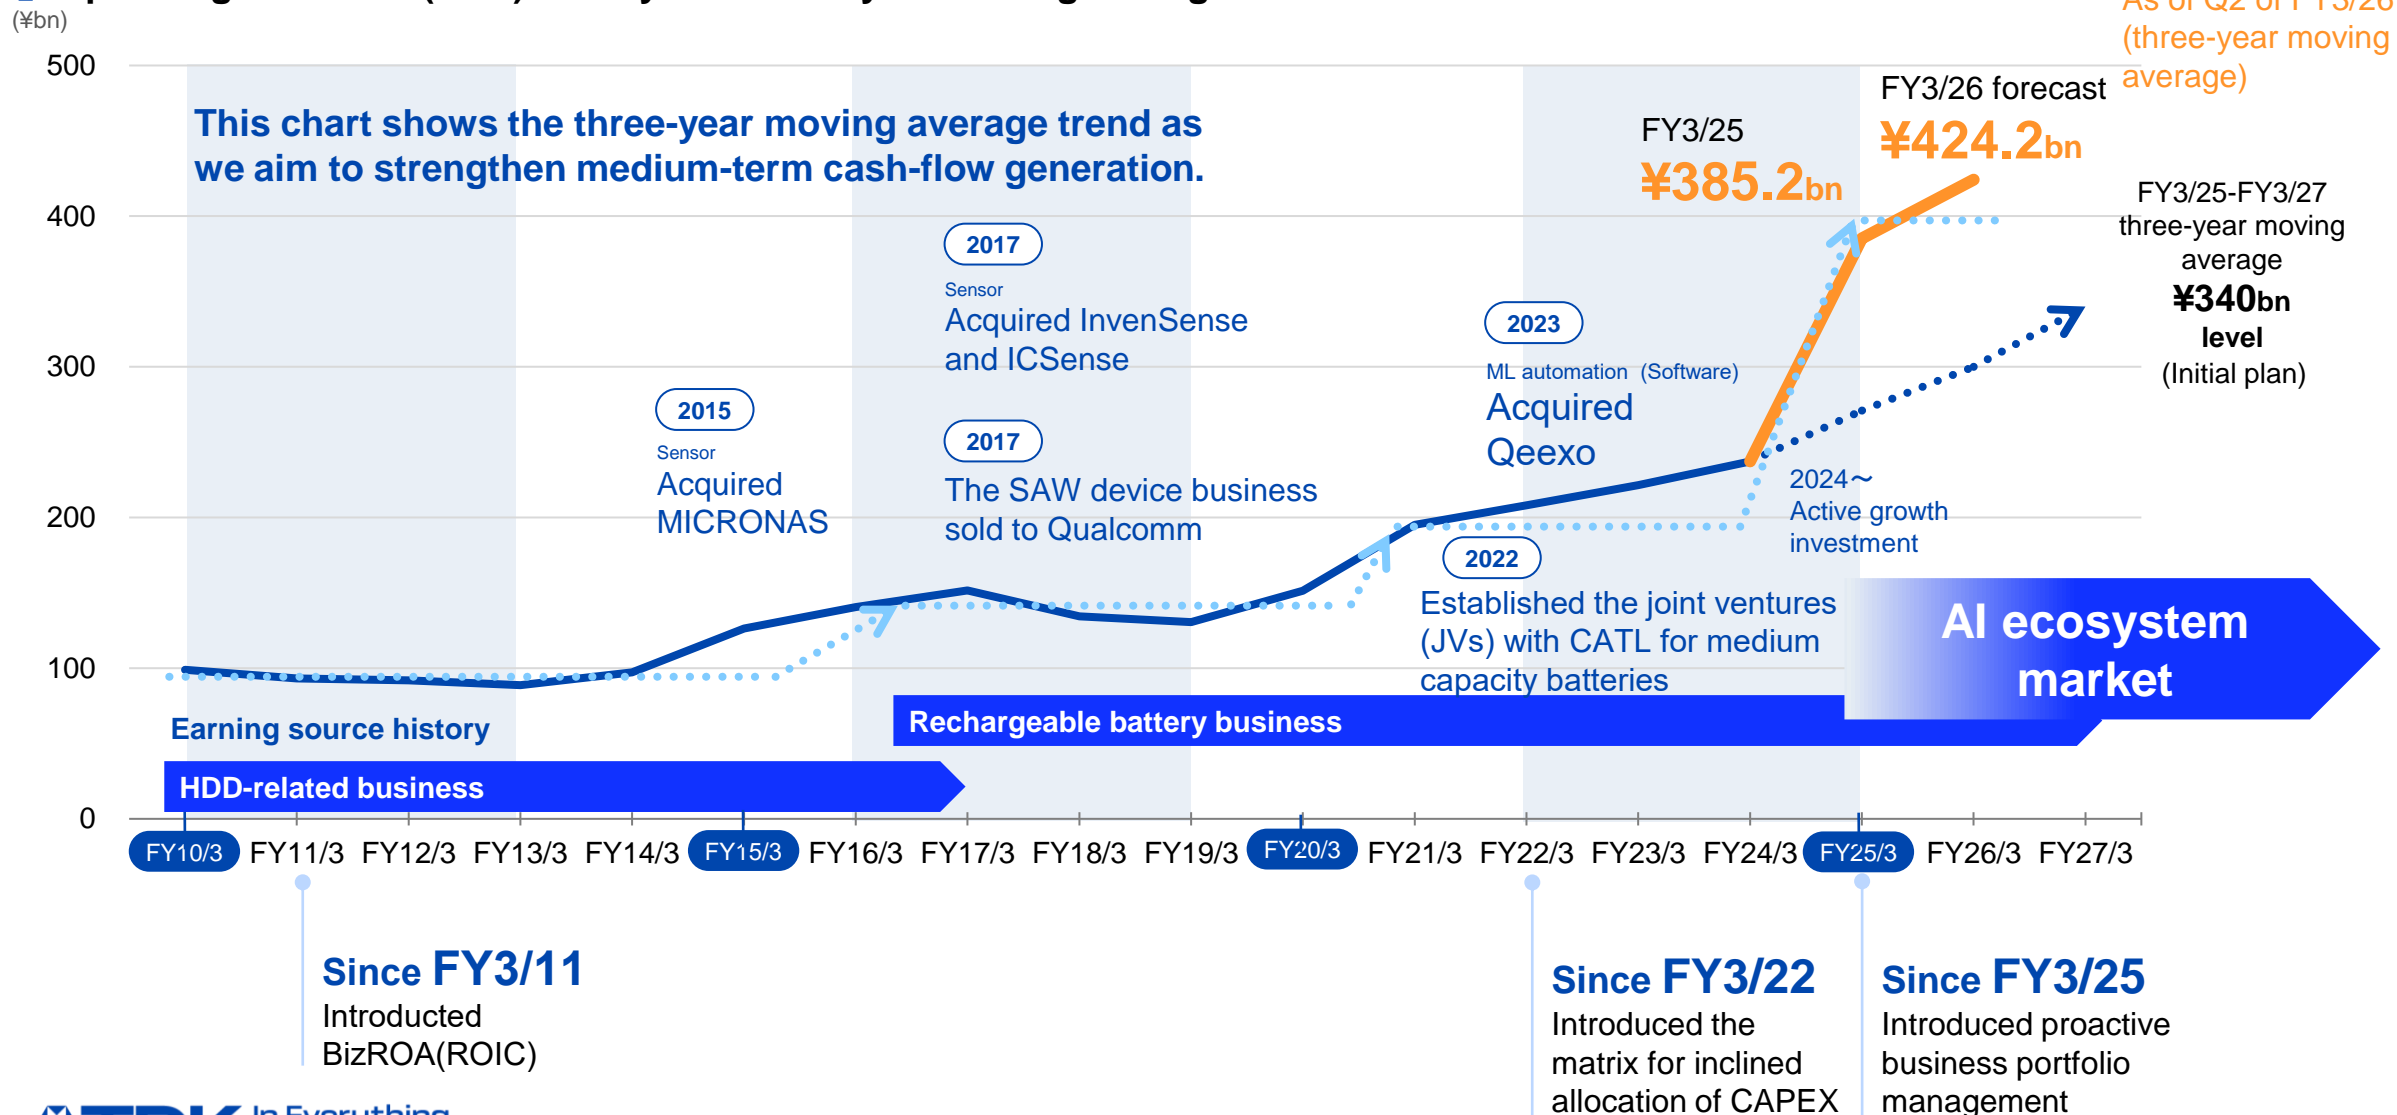 (¥bn)
(three-year moving
average)
FY3/26 forecast
¥424.2bn
FY3/25
¥385.2bn
500
400
300
200
100
0
This chart shows the three-year moving average trend as
we aim to strengthen medium-term cash-flow generation.
FY3/25-FY3/27
three-year moving
average
¥340bn
level
(Initial plan)
2017
Sensor
Acquired InvenSense
and ICSense
2023
ML automation (Software)
Acquired
Qeexo
2015
Sensor
Acquired
MICRONAS
2017
The SAW device business
sold to Qualcomm
2024～
Active growth
investment
2022
Established the joint ventures
(JVs) with CATL for medium
capacity batteries
AI ecosystem
market
Earning source history
Rechargeable battery business
HDD-related business
FY10/3 FY11/3 FY12/3 FY13/3 FY14/3 FY15/3 FY16/3 FY17/3 FY18/3 FY19/3 FY20/3 FY21/3 FY22/3 FY23/3 FY24/3 FY25/3 FY26/3 FY27/3
Since FY3/11
Introducted
BizROA(ROIC)
Since FY3/22
Introduced the
matrix for inclined
allocation of CAPEX
Since FY3/25
Introduced proactive
business portfolio
management